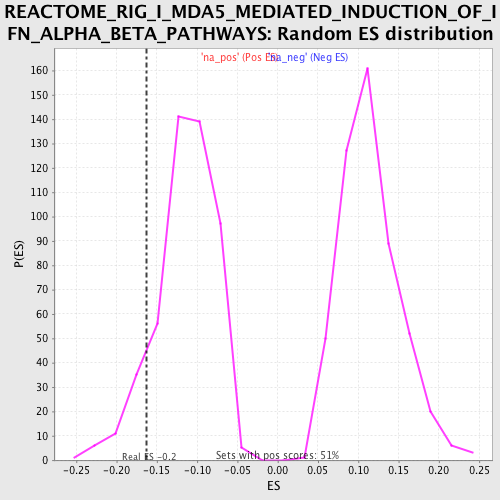 REACTOME_RIG_I_MDA5_MEDIATED_INDUCTION_OF_I
FN_ALPHA_BETA_PATHWAYS: Random ES distribution
'na_pos' (Pos ES) 'na_neg' (Neg ES)
160
150
140
130
120
110
100
90
80
70
60
50
40
30
20
10
0
P(ES)
Real ES -0.2
Sets with pos scores: 51%
-0.25 -0.20 -0.15 -0.10 -0.05 0.00 0.05 0.10 0.15 0.20 0.25
ES